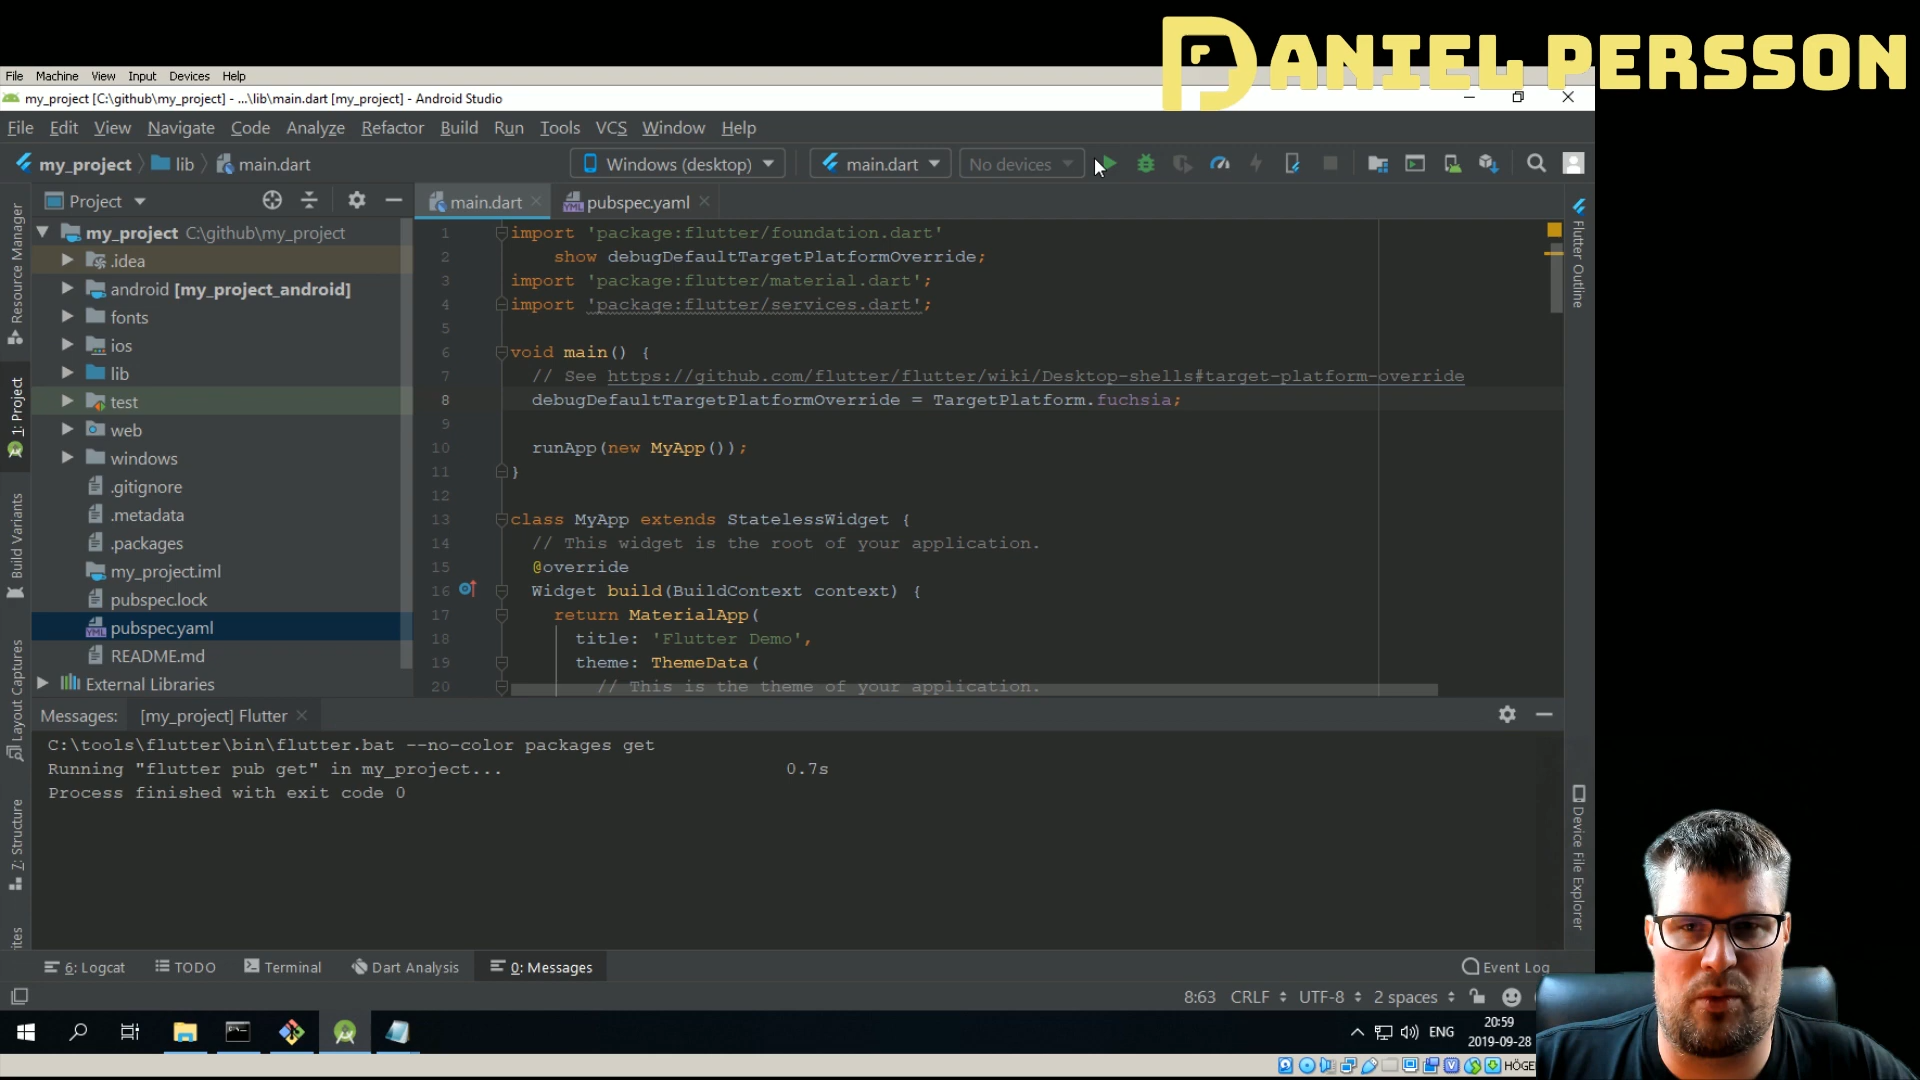 DANIEL PERSSON
File Machine View Input Devices Help
my_project [C:\github\my_project] - ...\lib\main.dart [my_project] - Android Studio
File Edit View Navigate Code Analyze Refactor Build Run Tools VCS Window Help
my_project lib main.dart Windows (desktop) main.dart No devices
Project main.dart pubspec.yaml
my_project C:\github\my_project
.idea
android [my_project_android]
fonts
ios
lib
test
web
windows
.gitignore
.metadata
.packages
my_project.iml
pubspec.lock
pubspec.yaml
README.md
External Libraries
Resource Manager
1: Project
Build Variants
Layout Captures
Z: Structure
1 import 'package:flutter/foundation.dart'
2 show debugDefaultTargetPlatformOverride;
3 import 'package:flutter/material.dart';
4 import 'package:flutter/services.dart';
5
6 void main() {
7 // See https://github.com/flutter/flutter/wiki/Desktop-shells#target-platform-override
8 debugDefaultTargetPlatformOverride = TargetPlatform.fuchsia;
9
10 runApp(new MyApp());
11 }
12
13 class MyApp extends StatelessWidget {
14 // This widget is the root of your application.
15 @override
16 Widget build(BuildContext context) {
17 return MaterialApp(
18 title: 'Flutter Demo',
19 theme: ThemeData(
20 // This is the theme of your application.
Flutter Outline
Device File Explorer
Messages: [my_project] Flutter
C:\tools\flutter\bin\flutter.bat --no-color packages get
Running "flutter pub get" in my_project... 0.7s
Process finished with exit code 0
6: Logcat TODO Terminal Dart Analysis 0: Messages Event Log
8:63 CRLF UTF-8 2 spaces
ENG 20:59
2019-09-28